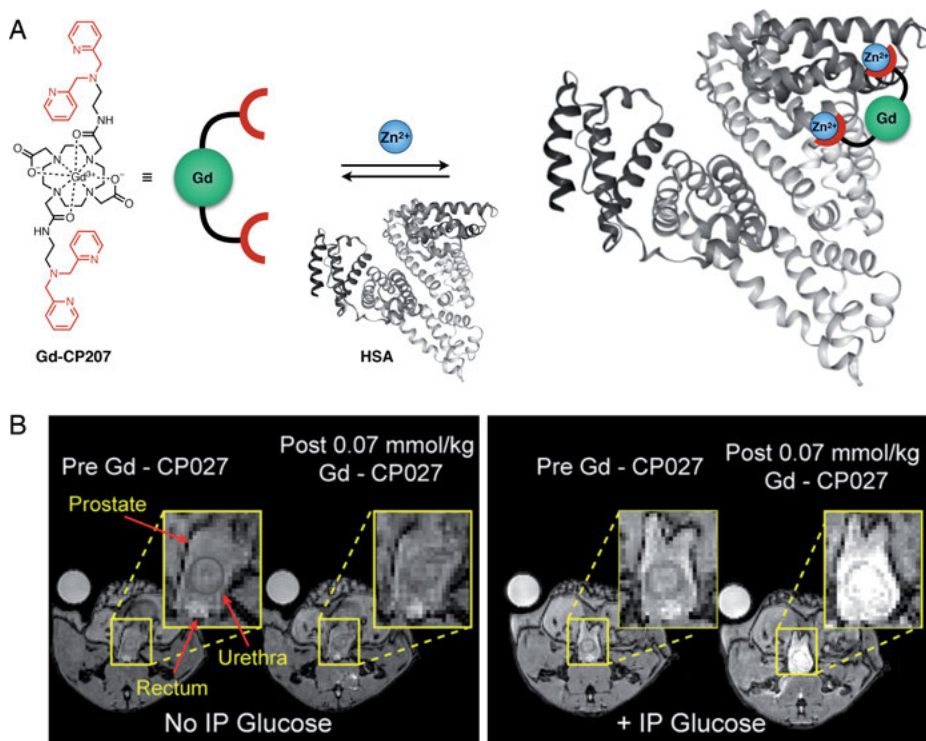 A
Gd-CP207
≡
Gd
Zn²⁺
HSA
Zn²⁺
Zn²⁺
Gd
N
N
N
NH
O
O
O⁻
N
N
Gd³⁺
N
N
O⁻
O
O
HN
N
N
N
B
Pre Gd - CP027
Post 0.07 mmol/kg
Gd - CP027
Prostate
Urethra
Rectum
No IP Glucose
Pre Gd - CP027
Post 0.07 mmol/kg
Gd - CP027
+ IP Glucose